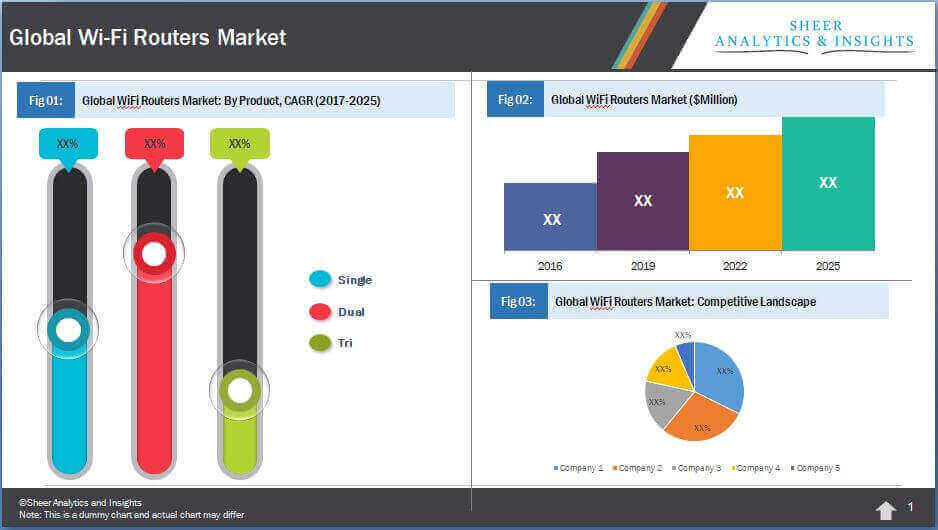 Global Wi-Fi Routers Market
SHEER
ANALYTICS & INSIGHTS
Fig 01:
Global WiFi Routers Market: By Product, CAGR (2017-2025)
XX%
XX%
XX%
Single
Dual
Tri
Fig 02:
Global WiFi Routers Market ($Million)
XX
XX
XX
XX
2016
2019
2022
2025
Fig 03:
Global WiFi Routers Market: Competitive Landscape
XX%
XX%
XX%
XX%
XX%
Company 1
Company 2
Company 3
Company 4
Company 5
©Sheer Analytics and Insights
Note: This is a dummy chart and actual chart may differ
1